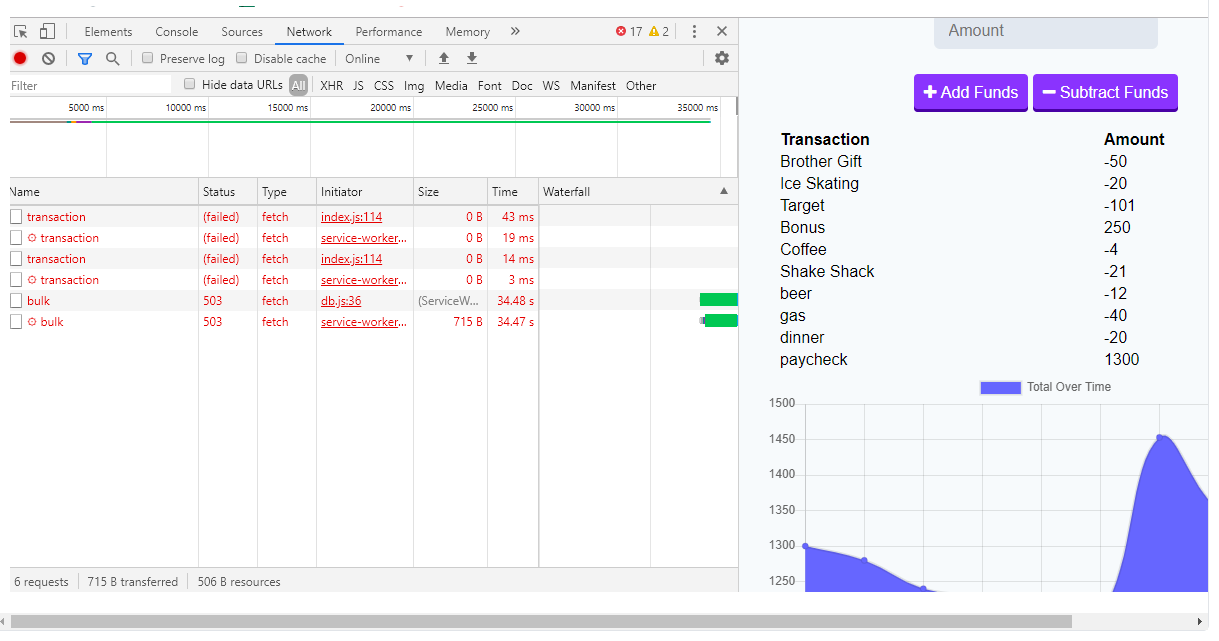 Elements Console Sources Network Performance Memory » 17 2
Preserve log Disable cache Online
Filter Hide data URLs All XHR JS CSS Img Media Font Doc WS Manifest Other
5000 ms 10000 ms 15000 ms 20000 ms 25000 ms 30000 ms 35000 ms
Name Status Type Initiator Size Time Waterfall
transaction (failed) fetch index.js:114 0 B 43 ms
transaction (failed) fetch service-worker... 0 B 19 ms
transaction (failed) fetch index.js:114 0 B 14 ms
transaction (failed) fetch service-worker... 0 B 3 ms
bulk 503 fetch db.js:36 (ServiceW... 34.48 s
bulk 503 fetch service-worker... 715 B 34.47 s
6 requests 715 B transferred 506 B resources
Amount
Add Funds Subtract Funds
Transaction Amount
Brother Gift -50
Ice Skating -20
Target -101
Bonus 250
Coffee -4
Shake Shack -21
beer -12
gas -40
dinner -20
paycheck 1300
Total Over Time
1500
1450
1400
1350
1300
1250